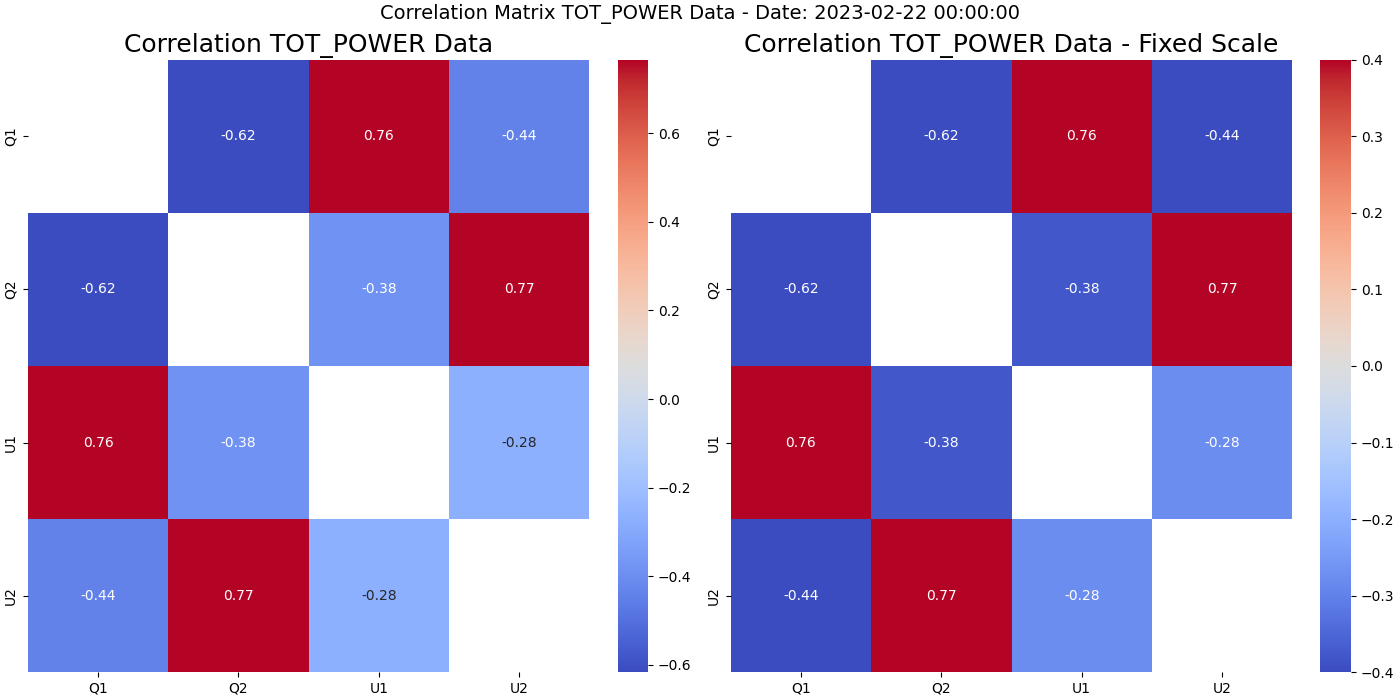 Correlation Matrix TOT_POWER Data - Date: 2023-02-22 00:00:00
Correlation TOT_POWER Data
Q1
-0.62
0.76
-0.44
Q2
-0.62
-0.38
0.77
U1
0.76
-0.38
-0.28
U2
-0.44
0.77
-0.28
Q1
Q2
U1
U2
0.6
0.4
0.2
0.0
−0.2
−0.4
−0.6
Correlation TOT_POWER Data - Fixed Scale
Q1
-0.62
0.76
-0.44
Q2
-0.62
-0.38
0.77
U1
0.76
-0.38
-0.28
U2
-0.44
0.77
-0.28
Q1
Q2
U1
U2
0.4
0.3
0.2
0.1
0.0
−0.1
−0.2
−0.3
−0.4